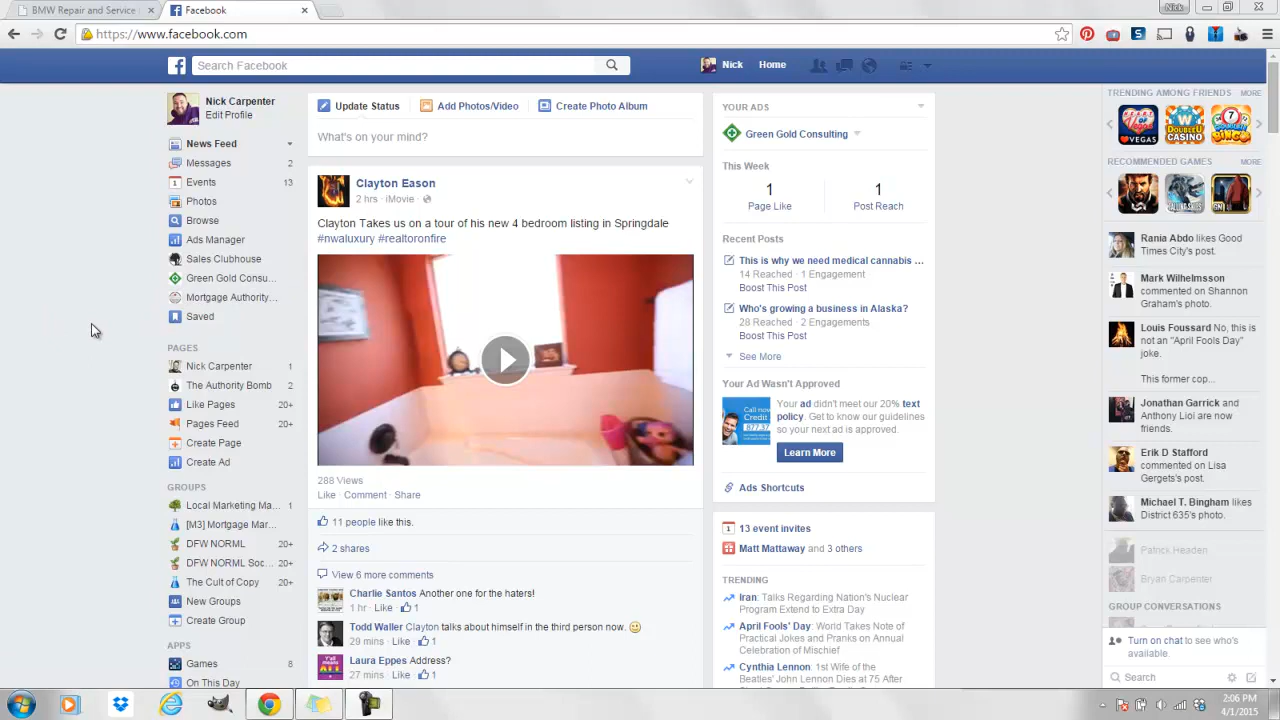 BMW Repair and Service
Facebook
Nick
https://www.facebook.com
Search Facebook
Nick
Home
Nick Carpenter
Edit Profile
News Feed
Messages 2
Events 13
Photos
Browse
Ads Manager
Sales Clubhouse
Green Gold Consu...
Mortgage Authority...
Saved
PAGES
Nick Carpenter 1
The Authority Bomb 2
Like Pages 20+
Pages Feed 20+
Create Page
Create Ad
GROUPS
Local Marketing Ma...
[M3] Mortgage Mar...
DFW NORML 20+
DFW NORML Soc... 20+
The Cult of Copy 20+
New Groups
Create Group
APPS
Games 8
On This Day
Update Status
Add Photos/Video
Create Photo Album
What's on your mind?
Clayton Eason
2 hrs · iMovie ·
Clayton Takes us on a tour of his new 4 bedroom listing in Springdale
#nwaluxury #realtoronfire
288 Views
Like · Comment · Share
11 people like this.
2 shares
View 6 more comments
Charlie Santos Another one for the haters!
1 hr · Like · 1
Todd Waller Clayton talks about himself in the third person now.
29 mins · Like · 1
Laura Eppes Address?
27 mins · Like · 1
YOUR ADS
Green Gold Consulting
This Week
1 1
Page Like Post Reach
Recent Posts
This is why we need medical cannabis ...
14 Reached · 1 Engagement
Boost This Post
Who's growing a business in Alaska?
28 Reached · 2 Engagements
Boost This Post
See More
Your Ad Wasn't Approved
Call now
Credit
877.37
Your ad didn't meet our 20% text
policy. Get to know our guidelines
so your next ad is approved.
Learn More
Ads Shortcuts
13 event invites
Matt Mattaway and 3 others
TRENDING
Iran: Talks Regarding Nation's Nuclear
Program Extend to Extra Day
April Fools' Day: World Takes Note of
Practical Jokes and Pranks on Annual
Celebration of Mischief
Cynthia Lennon: 1st Wife of the
Beatles' John Lennon Dies at 75 After
TRENDING AMONG FRIENDS MORE
HEART OF VEGAS
DOUBLEU CASINO
BINGO
RECOMMENDED GAMES MORE
Rania Abdo likes Good
Times City's post.
Mark Wilhelmsson
commented on Shannon
Graham's photo.
Louis Foussard No, this is
not an "April Fools Day"
joke.
This former cop...
Jonathan Garrick and
Anthony Lioi are now
friends.
Erik D Stafford
commented on Lisa
Gergets's post.
Michael T. Bingham likes
District 635's photo.
Patrick Headen
Bryan Carpenter
GROUP CONVERSATIONS
Turn on chat to see who's
available.
Search
2:06 PM
4/1/2015